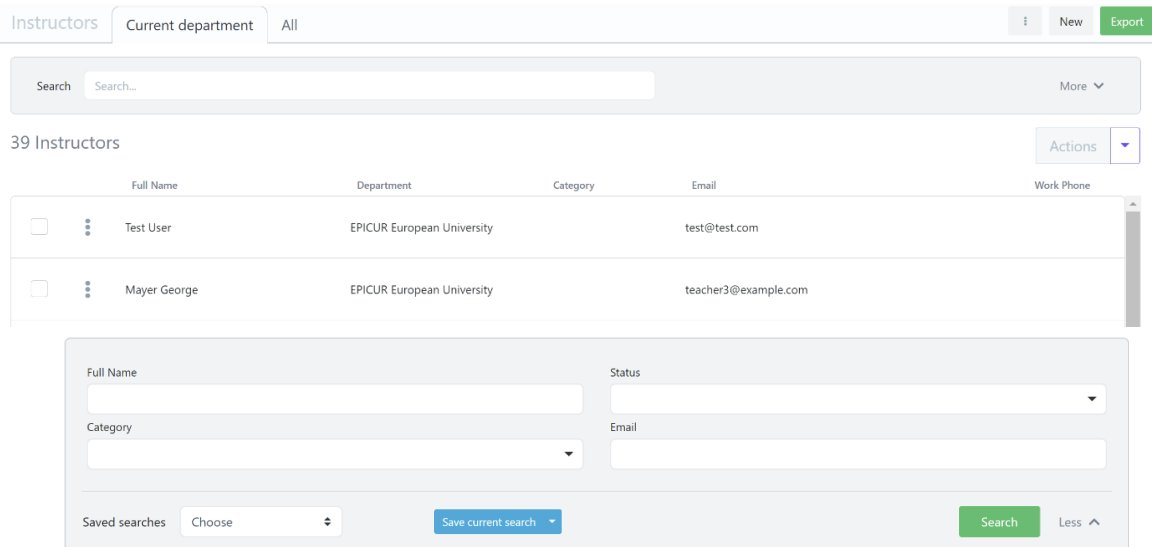 Instructors Current department All New Export
Search Search... More
39 Instructors Actions
Full Name Department Category Email Work Phone
Test User EPICUR European University test@test.com
Mayer George EPICUR European University teacher3@example.com
Full Name Status
Category Email
Saved searches Choose Save current search Search Less